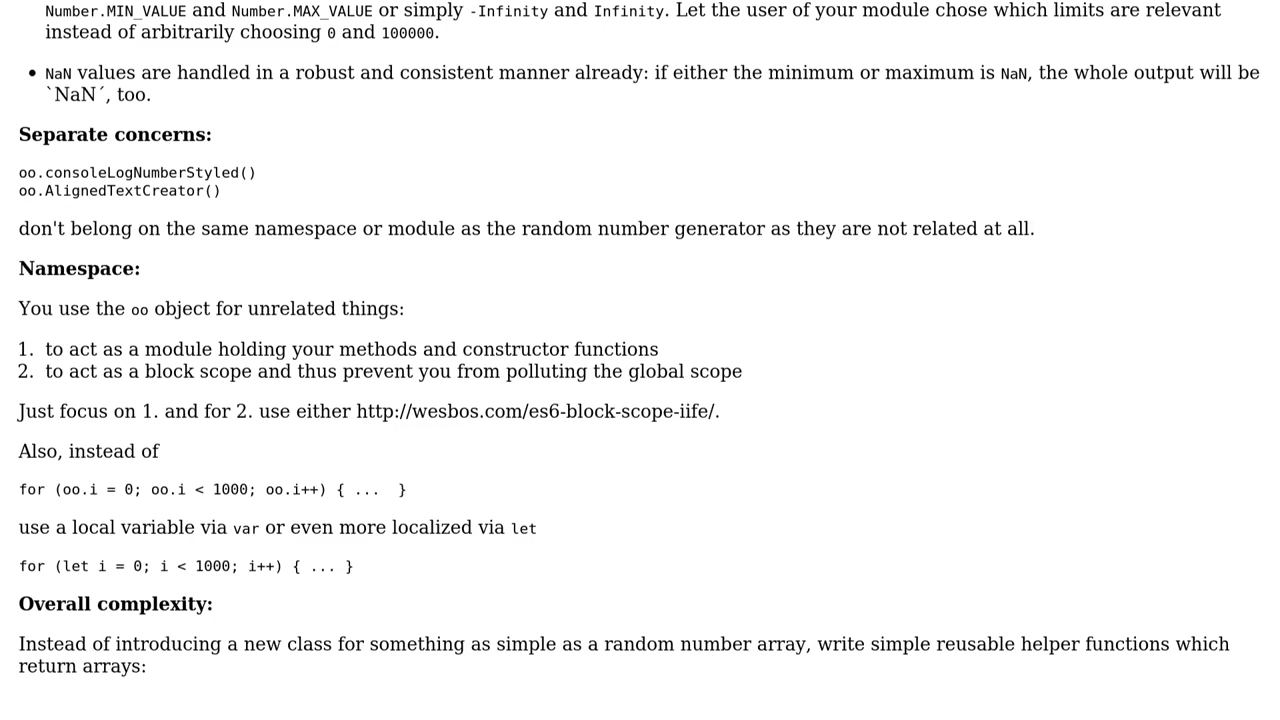 Number.MIN_VALUE and Number.MAX_VALUE or simply -Infinity and Infinity. Let the user of your module chose which limits are relevant
instead of arbitrarily choosing 0 and 100000.
• NaN values are handled in a robust and consistent manner already: if either the minimum or maximum is NaN, the whole output will be
`NaN´, too.
Separate concerns:
oo.consoleLogNumberStyled()
oo.AlignedTextCreator()
don't belong on the same namespace or module as the random number generator as they are not related at all.
Namespace:
You use the oo object for unrelated things:
1. to act as a module holding your methods and constructor functions
2. to act as a block scope and thus prevent you from polluting the global scope
Just focus on 1. and for 2. use either http://wesbos.com/es6-block-scope-iife/.
Also, instead of
for (oo.i = 0; oo.i < 1000; oo.i++) { ...  }
use a local variable via var or even more localized via let
for (let i = 0; i < 1000; i++) { ... }
Overall complexity:
Instead of introducing a new class for something as simple as a random number array, write simple reusable helper functions which
return arrays: